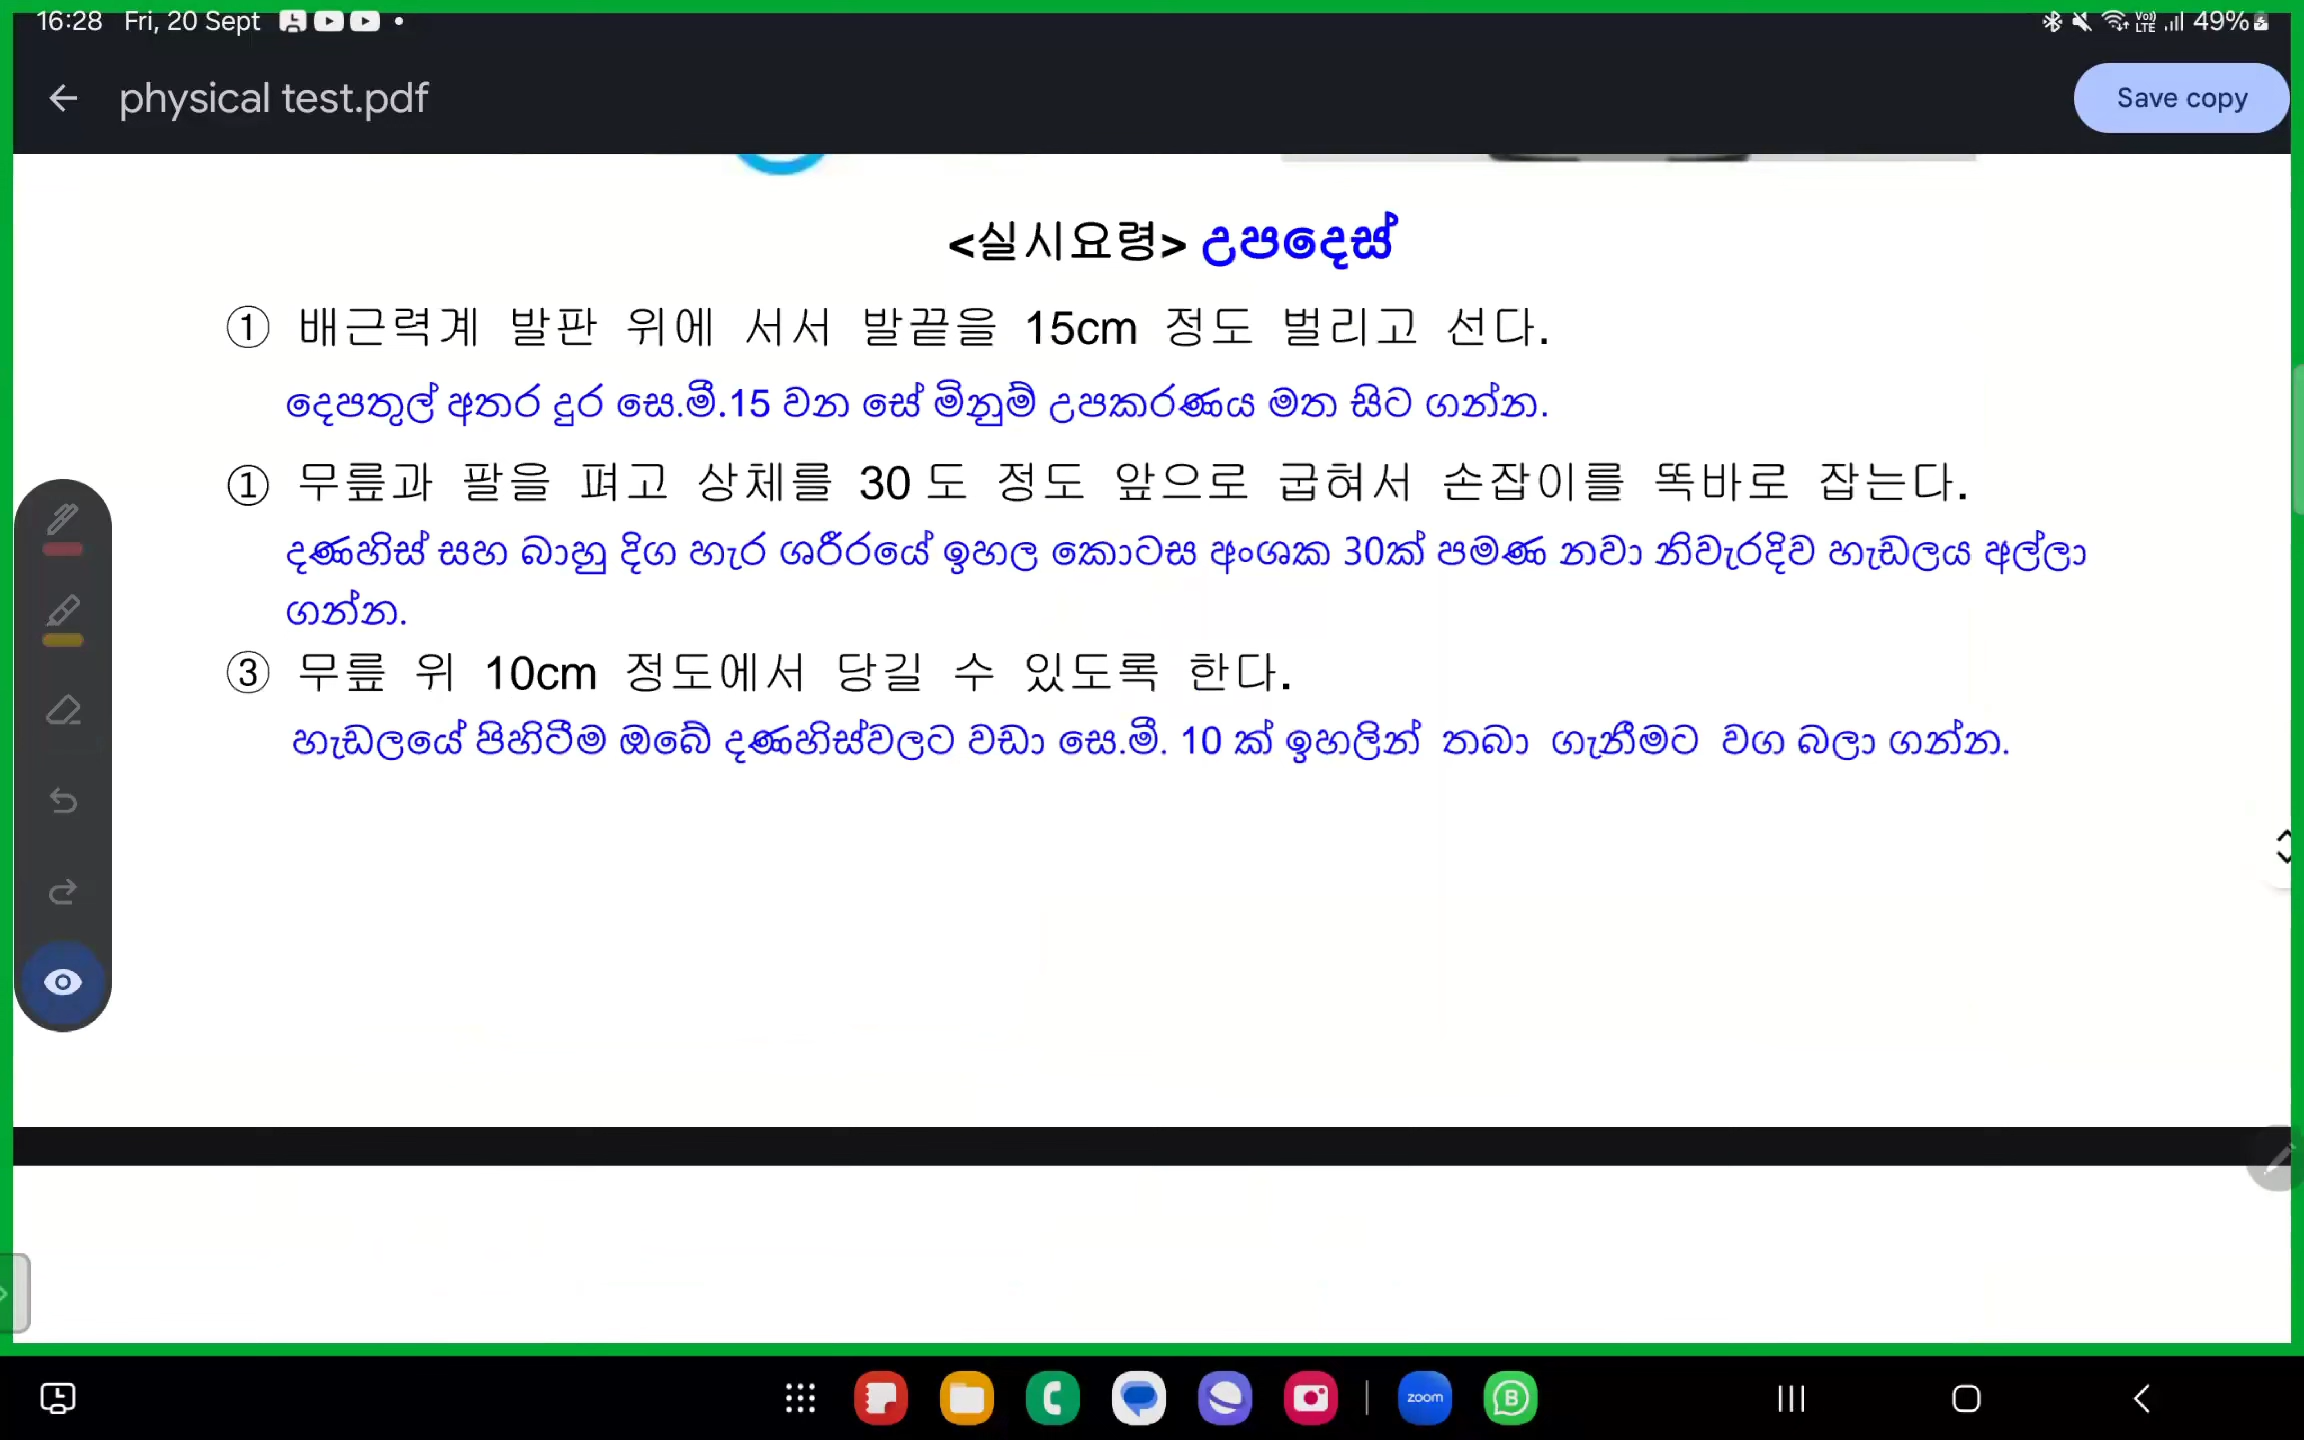 16:28 Fri, 20 Sept
Vo)) LTE 49%
physical test.pdf
Save copy
<실시요령> උපදෙස්
① 배근력계 발판 위에 서서 발끝을 15cm 정도 벌리고 선다.
දෙපතුල් අතර දුර සෙ.මී.15 වන සේ මිනුම් උපකරණය මත සිට ගන්න.
① 무릎과 팔을 펴고 상체를 30 도 정도 앞으로 굽혀서 손잡이를 똑바로 잡는다.
දණහිස් සහ බාහු දිග හැර ශරීරයේ ඉහල කොටස අංශක 30ක් පමණ නවා නිවැරදිව හැඩලය අල්ලා
ගන්න.
③ 무릎 위 10cm 정도에서 당길 수 있도록 한다.
හැඩලයේ පිහිටීම ඔබේ දණහිස්වලට වඩා සෙ.මී. 10 ක් ඉහලින් තබා ගැනීමට වග බලා ගන්න.
zoom
B